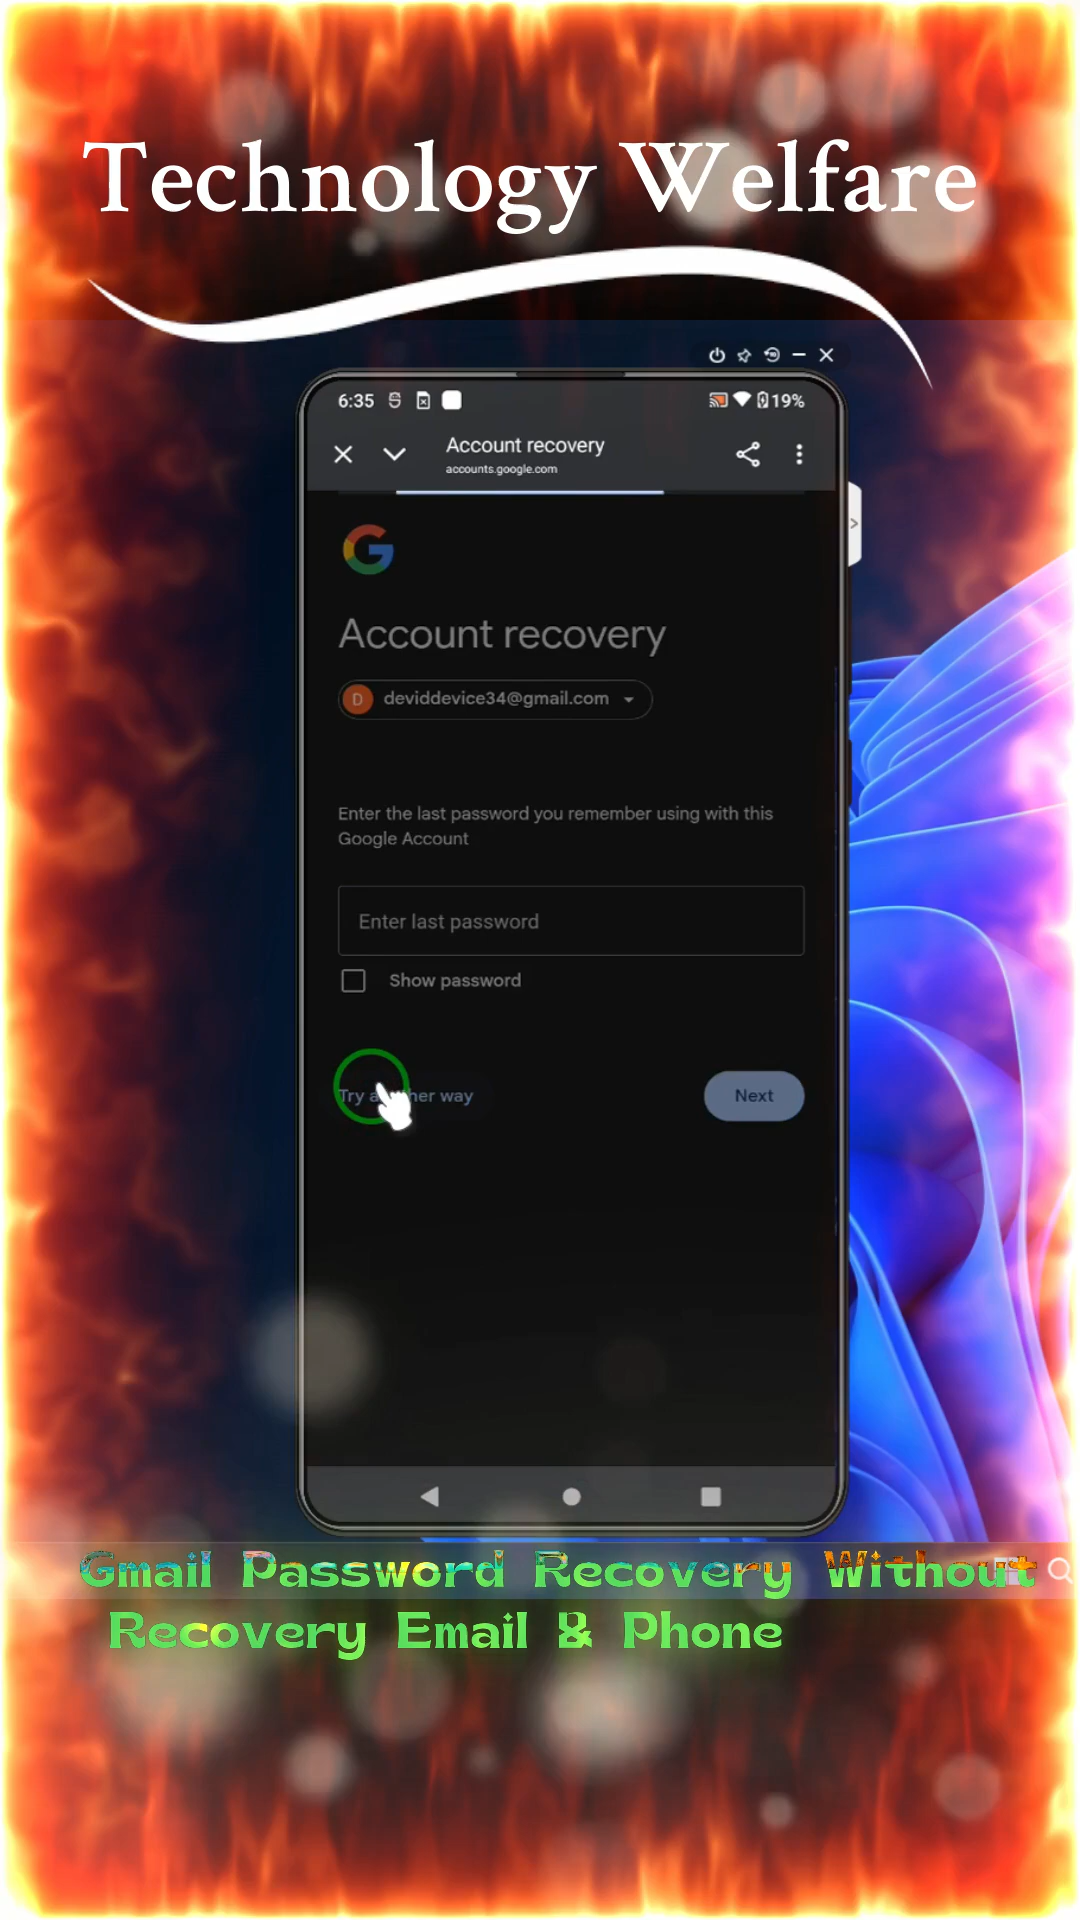 Technology Welfare
6:35
19%
Account recovery
accounts.google.com
Account recovery
D deviddevice34@gmail.com
Enter the last password you remember using with this
Google Account
Enter last password
Show password
Try another way
Next
Gmail Password Recovery Without
Recovery Email & Phone